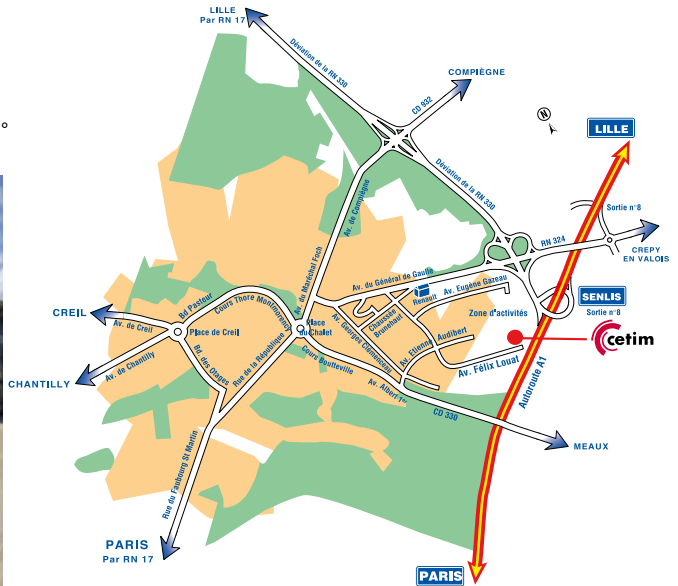 LILLE
Par RN 17
Déviation de la RN 330
COMPIÈGNE
CD 932
N
LILLE
Déviation de la RN 330
Sortie n°8
RN 324
CREPY
EN VALOIS
Av. de Compiègne
Av. du Maréchal Foch
Av. du Général de Gaulle
Renault
Av. Eugène Gazeau
SENLIS
Sortie n°8
Zone d'activités
cetim
CREIL
Av. de Creil
Bd Pasteur
Cours Thore Montmorency
Place
du Chalet
Place de Creil
Chaussée
Brunehaut
Av. Georges Clémenceau
Av. Etienne Audibert
Av. Félix Louat
Autoroute A1
CHANTILLY
Av. de Chantilly
Bd. des Otages
Rue de la République
Cours Boutteville
Av. Albert 1er
CD 330
MEAUX
Rue du Faubourg St Martin
PARIS
Par RN 17
PARIS